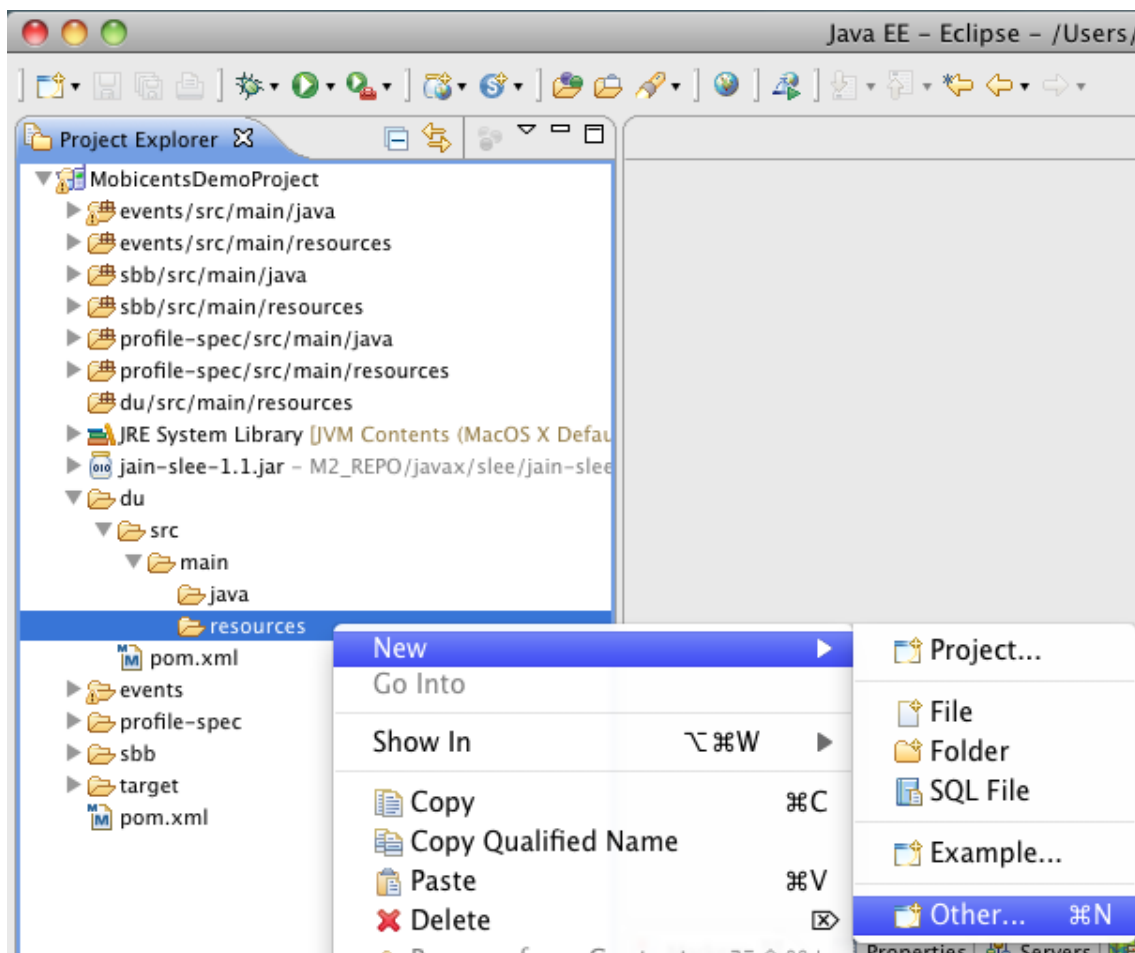 Java EE – Eclipse – /Users/
Project Explorer
MobicentsDemoProject
events/src/main/java
events/src/main/resources
sbb/src/main/java
sbb/src/main/resources
profile-spec/src/main/java
profile-spec/src/main/resources
du/src/main/resources
JRE System Library [JVM Contents (MacOS X Defau
jain-slee-1.1.jar – M2_REPO/javax/slee/jain-slee
du
src
main
java
resources
pom.xml
events
profile-spec
sbb
target
pom.xml
New
Go Into
Show In ⌥⌘W
Copy ⌘C
Copy Qualified Name
Paste ⌘V
Delete ⌦
Project...
File
Folder
SQL File
Example...
Other... ⌘N
Properties Servers